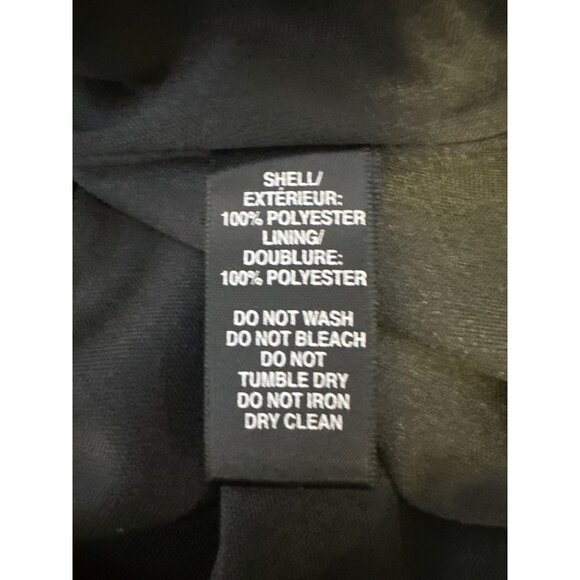 SHELL/
EXTÉRIEUR:
100% POLYESTER
LINING/
DOUBLURE:
100% POLYESTER
DO NOT WASH
DO NOT BLEACH
DO NOT
TUMBLE DRY
DO NOT IRON
DRY CLEAN